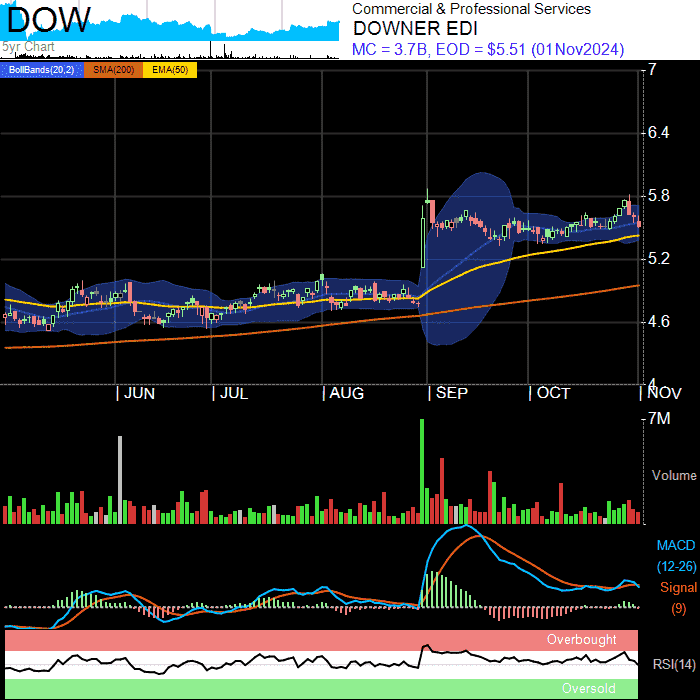 DOW
5yr Chart
Commercial & Professional Services
DOWNER EDI
MC = 3.7B, EOD = $5.51 (01Nov2024)
BollBands(20,2) SMA(200) EMA(50)
7
6.4
5.8
5.2
4.6
4
JUN JUL AUG SEP OCT NOV
7M
Volume
MACD
(12-26)
Signal
(9)
Overbought
RSI(14)
Oversold